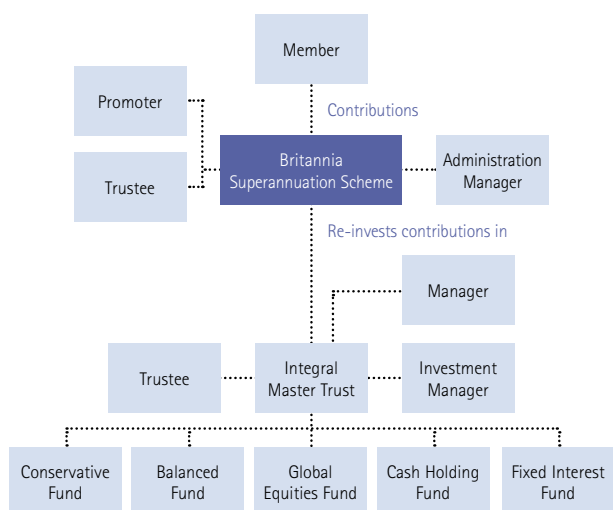 Member
Promoter
Contributions
Britannia
Superannuation Scheme
Administration
Manager
Trustee
Re-invests contributions in
Manager
Trustee
Integral
Master Trust
Investment
Manager
Conservative
Fund
Balanced
Fund
Global
Equities Fund
Cash Holding
Fund
Fixed Interest
Fund